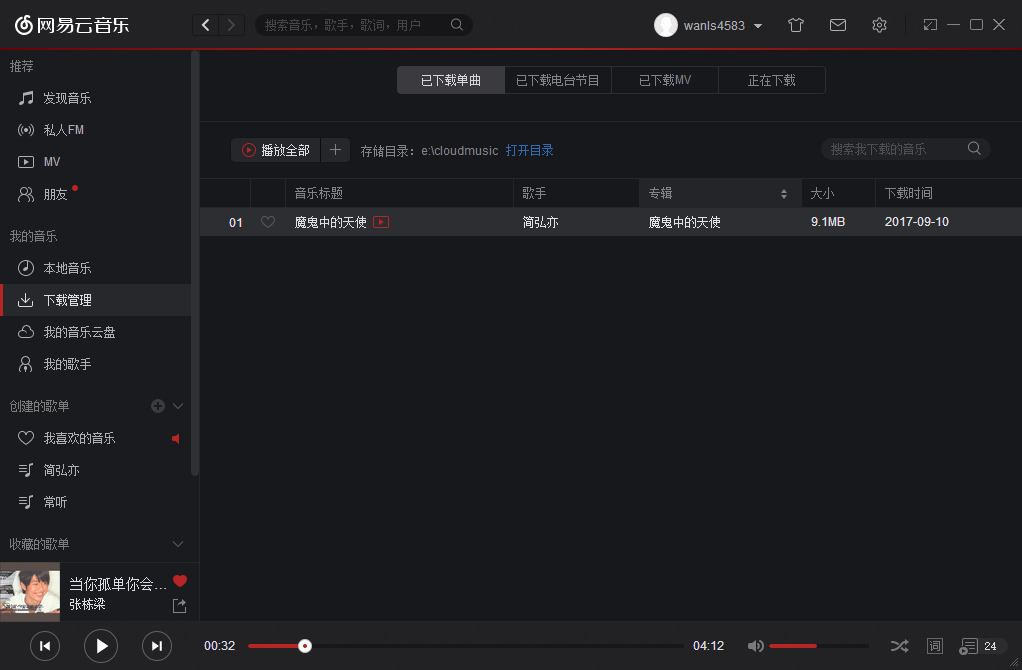 网易云音乐
搜索音乐，歌手，歌词，用户
wanls4583
推荐
发现音乐
私人FM
MV
朋友
我的音乐
本地音乐
下载管理
我的音乐云盘
我的歌手
创建的歌单
我喜欢的音乐
简弘亦
常听
收藏的歌单
当你孤单你会...
张栋梁
已下载单曲 已下载电台节目 已下载MV 正在下载
播放全部 存储目录：e:\cloudmusic 打开目录 搜索我下载的音乐
音乐标题 歌手 专辑 大小 下载时间
01 魔鬼中的天使 简弘亦 魔鬼中的天使 9.1MB 2017-09-10
00:32 04:12 词 24